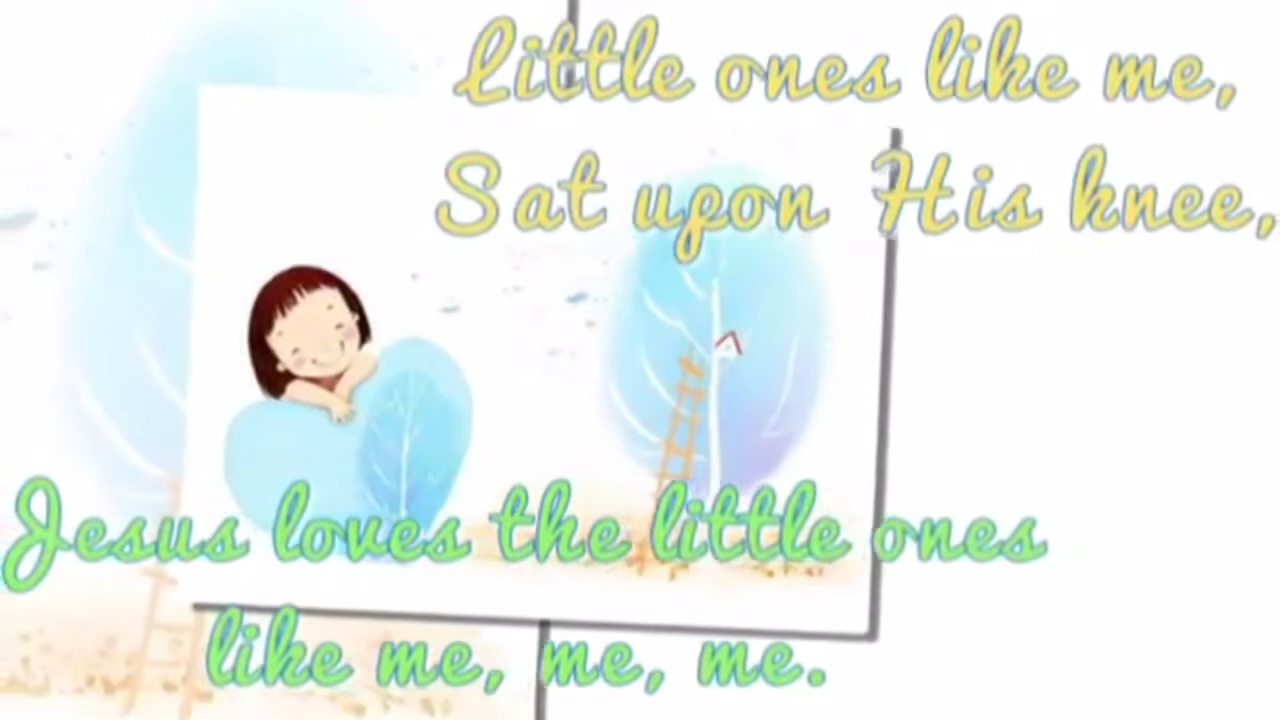 Little ones like me,
Sat upon His knee,
Jesus loves the little ones
like me, me, me.